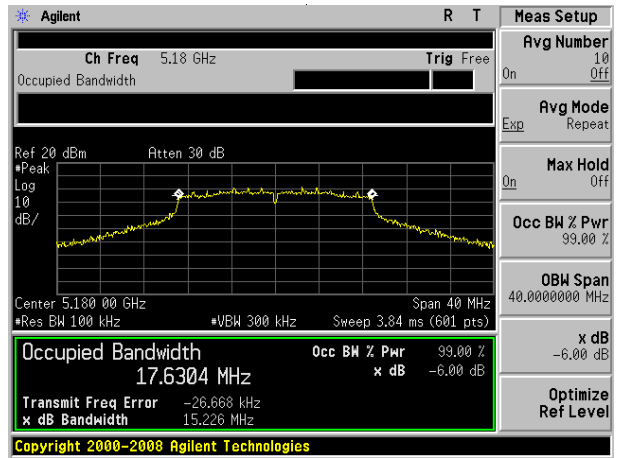 Agilent R T
Ch Freq 5.18 GHz Trig Free
Occupied Bandwidth
Ref 20 dBm Atten 30 dB
#Peak
Log
10
dB/
Center 5.180 00 GHz Span 40 MHz
#Res BW 100 kHz #VBW 300 kHz Sweep 3.84 ms (601 pts)
Occupied Bandwidth Occ BW % Pwr 99.00 %
17.6304 MHz x dB -6.00 dB
Transmit Freq Error -26.668 kHz
x dB Bandwidth 15.226 MHz
Copyright 2000-2008 Agilent Technologies
Meas Setup
Avg Number
10
On Off
Avg Mode
Exp Repeat
Max Hold
On Off
Occ BW % Pwr
99.00 %
OBW Span
40.0000000 MHz
x dB
-6.00 dB
Optimize
Ref Level